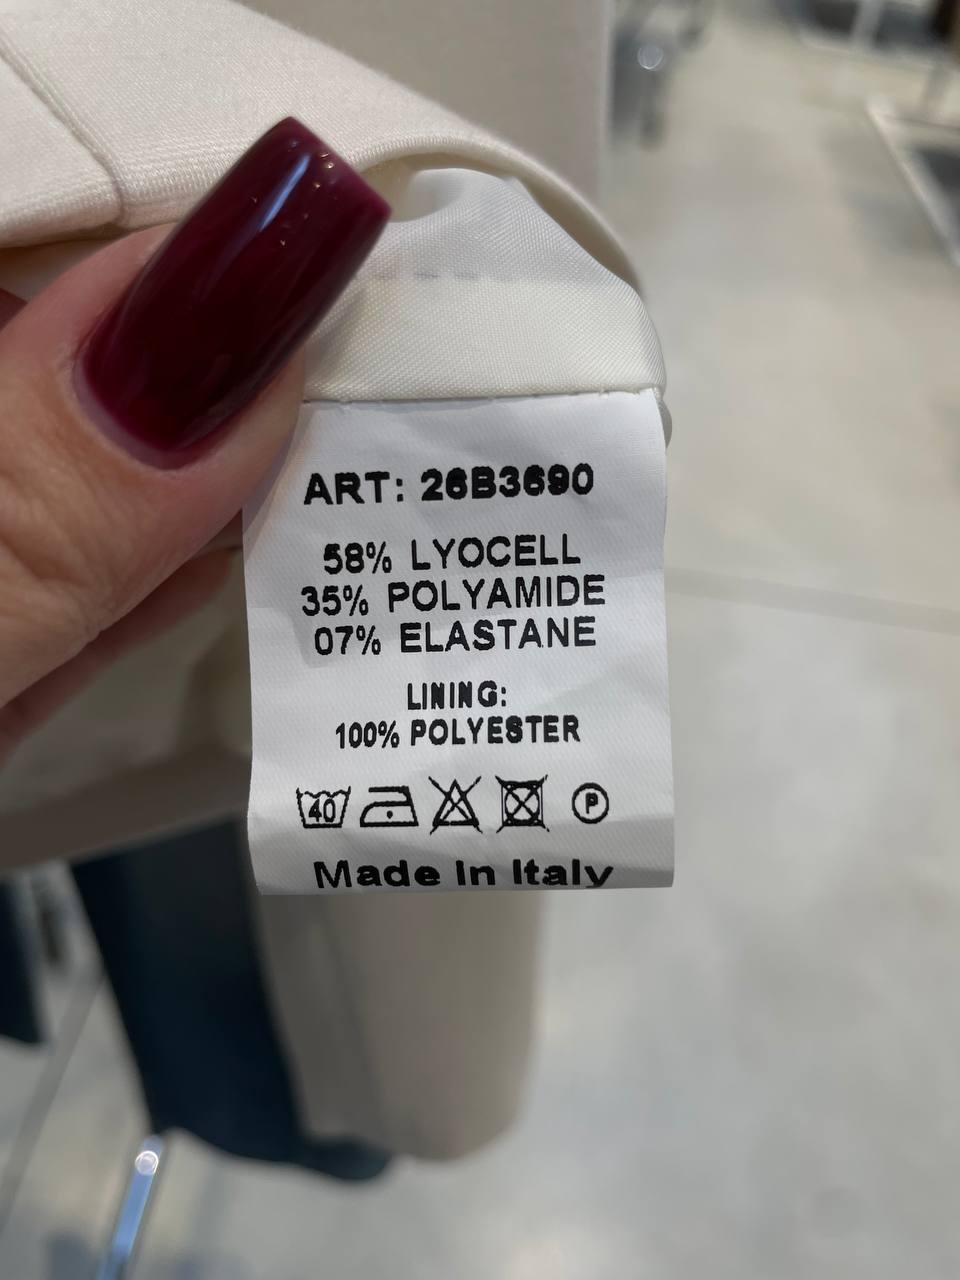 ART: 26B3690
58% LYOCELL
35% POLYAMIDE
07% ELASTANE
LINING:
100% POLYESTER
40 P
Made In Italy